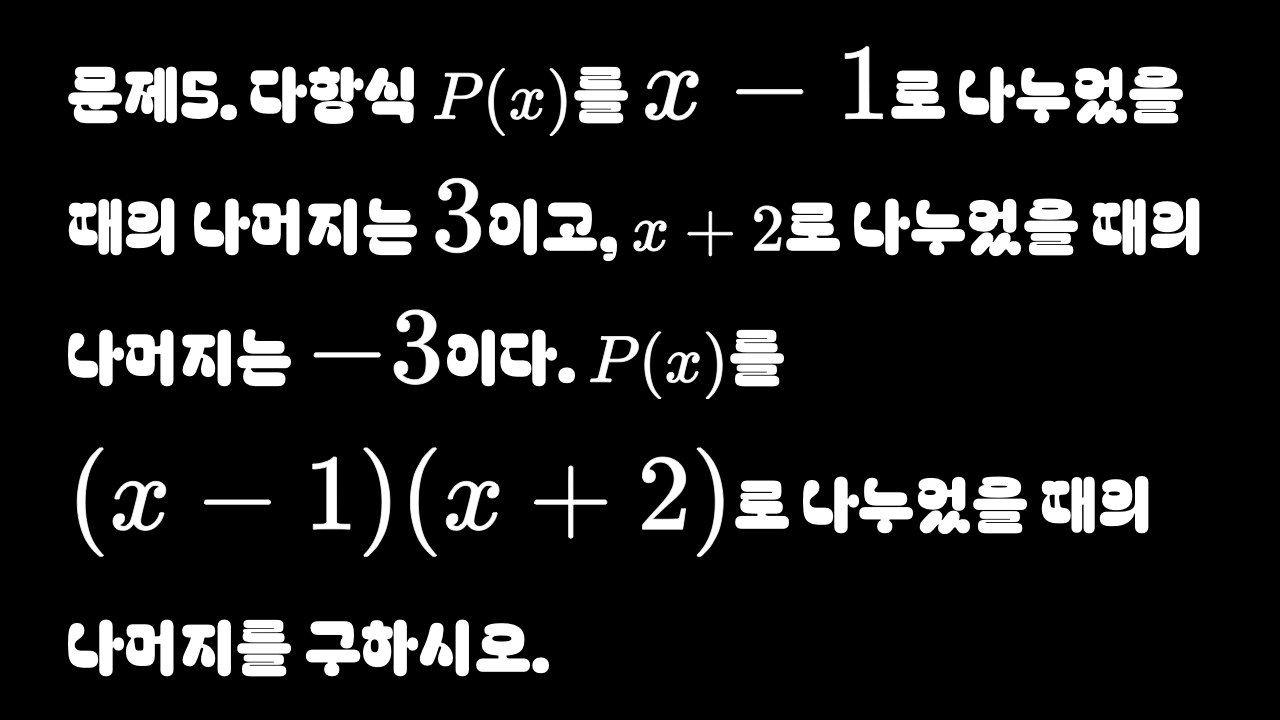 문제5. 다항식 P(x)를 x − 1로 나누었을
때의 나머지는 3이고, x + 2로 나누었을 때의
나머지는 −3이다. P(x)를
(x − 1)(x + 2)로 나누었을 때의
나머지를 구하시오.